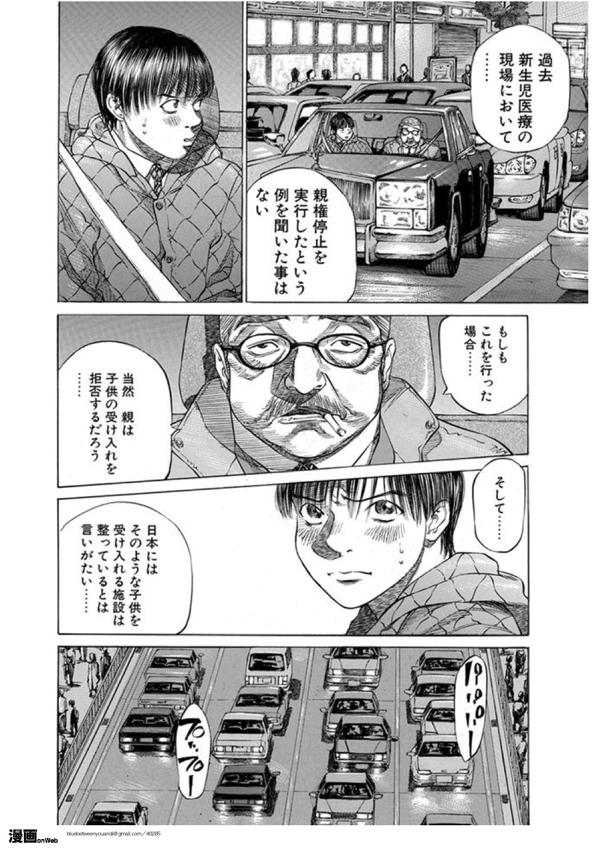 過去
新生児医療の
現場において
……
親権停止を
実行したという
例を聞いた事は
ない
もしも
これを行った
場合……
当然 親は
子供の受け入れを
拒否するだろう
……
そして……
日本には
そのような子供を
受け入れる施設は
整っているとは
言いがたい……
漫画onWeb
bluebetweenyouandi@gmail.com/40285